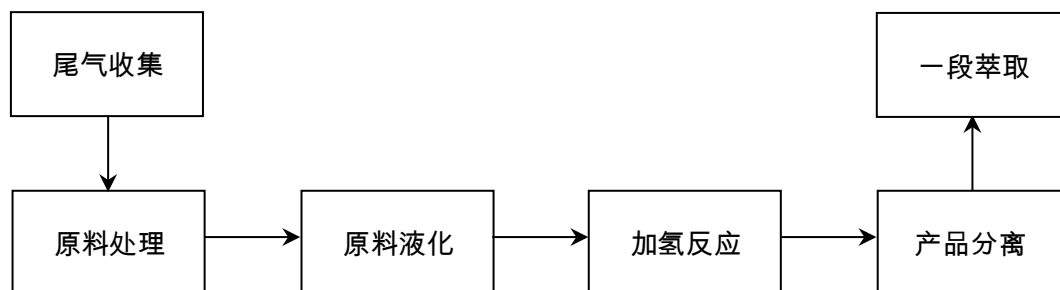 尾气收集
一段萃取
原料处理
原料液化
加氢反应
产品分离